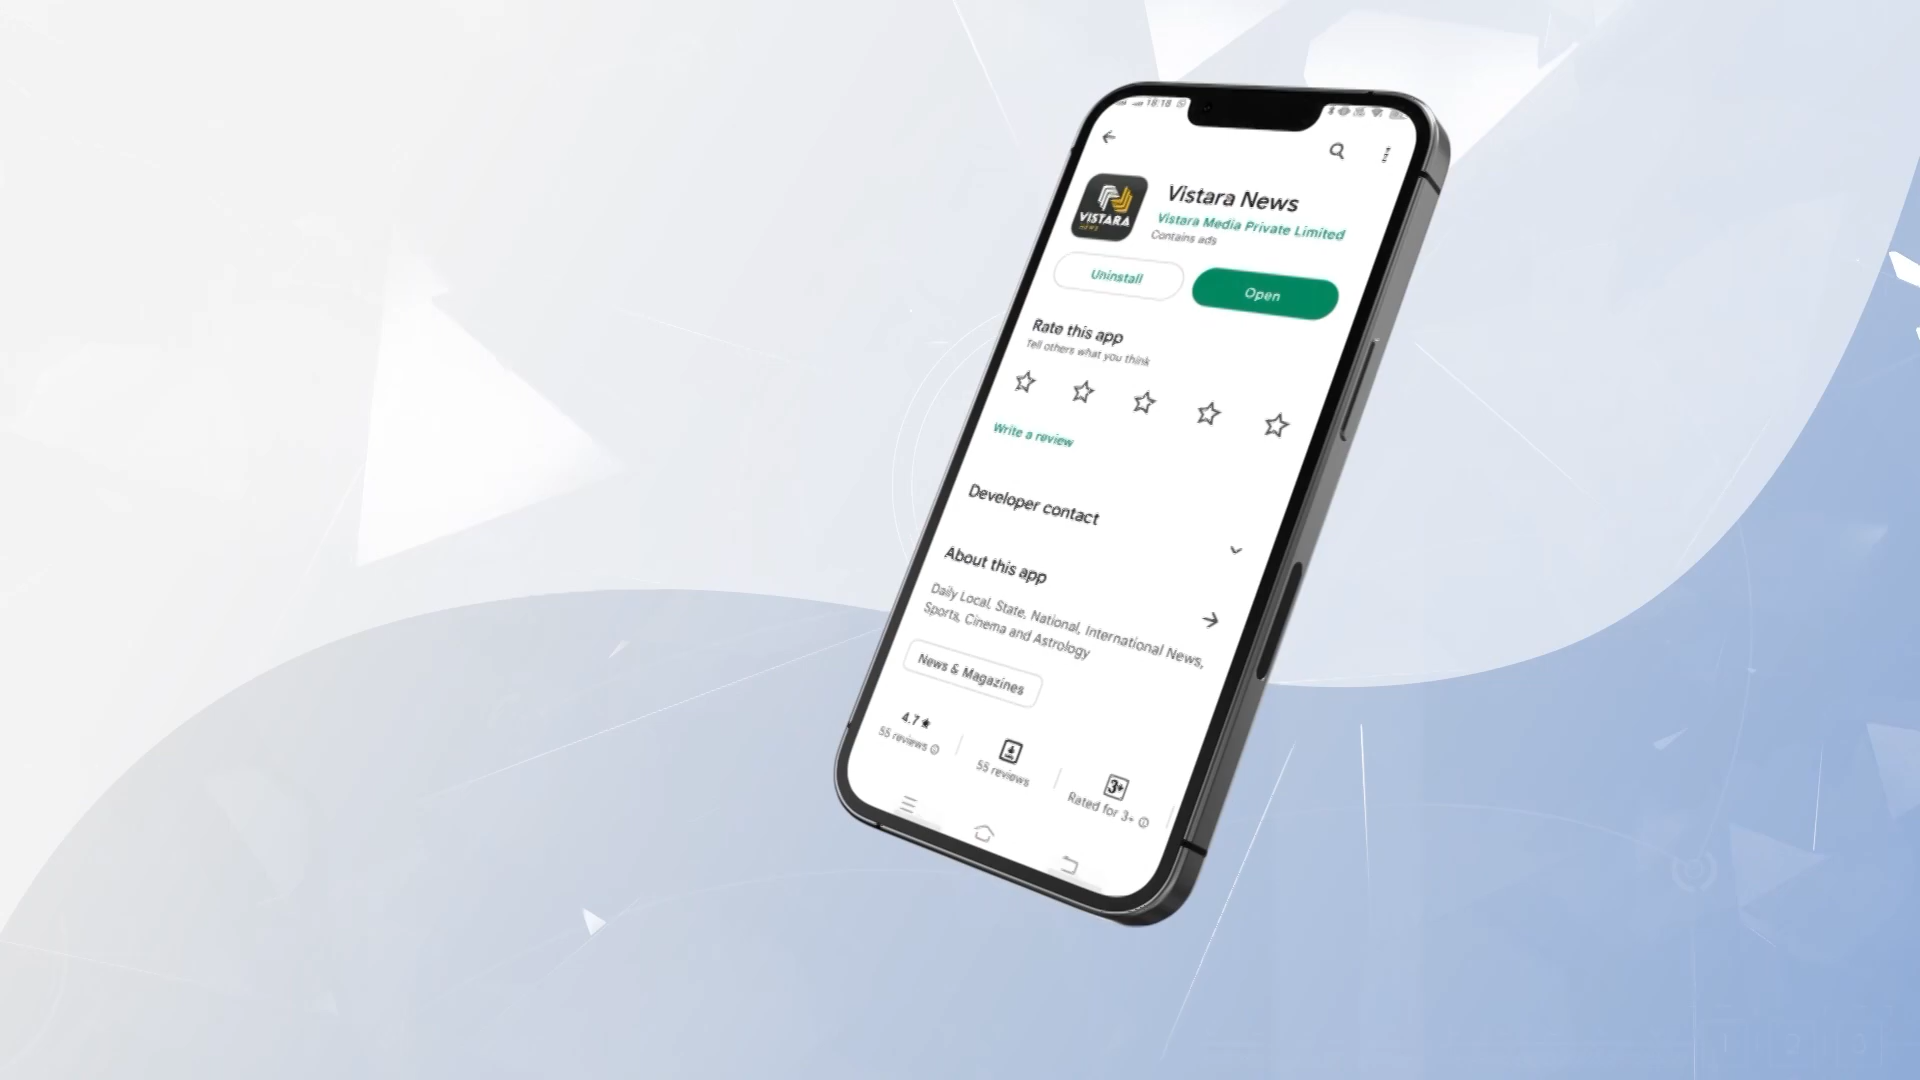 18:18
Vistara News
Vistara Media Private Limited
Contains ads
VISTARA
NEWS
Uninstall
Open
Rate this app
Tell others what you think
Write a review
Developer contact
About this app
Daily Local, State, National, International News,
Sports, Cinema and Astrology
News & Magazines
4.7★
55 reviews
55 reviews
3+
Rated for 3+